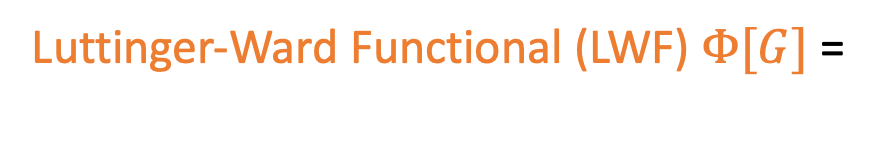 Luttinger-Ward Functional (LWF) Φ[G] =